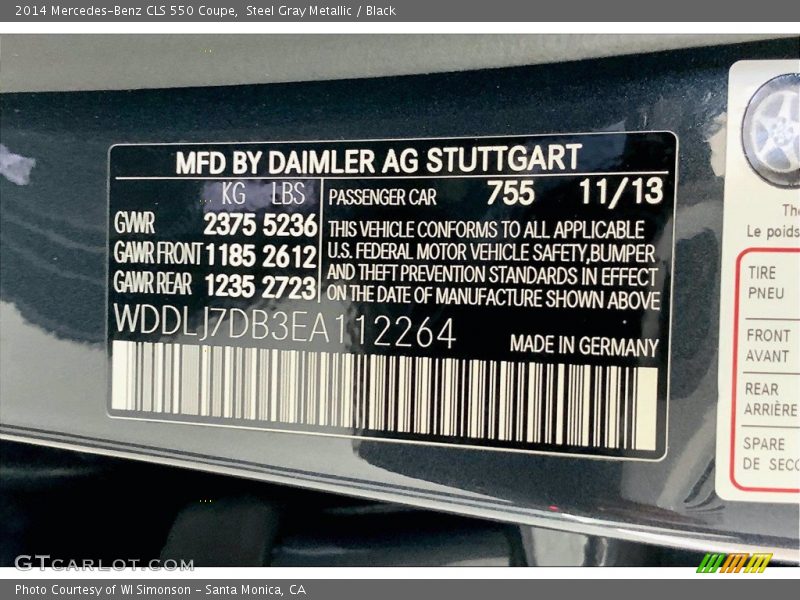 2014 Mercedes-Benz CLS 550 Coupe, Steel Gray Metallic / Black
MFD BY DAIMLER AG STUTTGART
KG LBS
GVWR 2375 5236
GAWR FRONT 1185 2612
GAWR REAR 1235 2723
PASSENGER CAR 755 11/13
THIS VEHICLE CONFORMS TO ALL APPLICABLE
U.S. FEDERAL MOTOR VEHICLE SAFETY,BUMPER
AND THEFT PREVENTION STANDARDS IN EFFECT
ON THE DATE OF MANUFACTURE SHOWN ABOVE
WDDLJ7DB3EA112264
MADE IN GERMANY
The
Le poids
TIRE
PNEU
FRONT
AVANT
REAR
ARRIÈRE
SPARE
DE SECO
GTCARLOT.COM
Photo Courtesy of WI Simonson - Santa Monica, CA